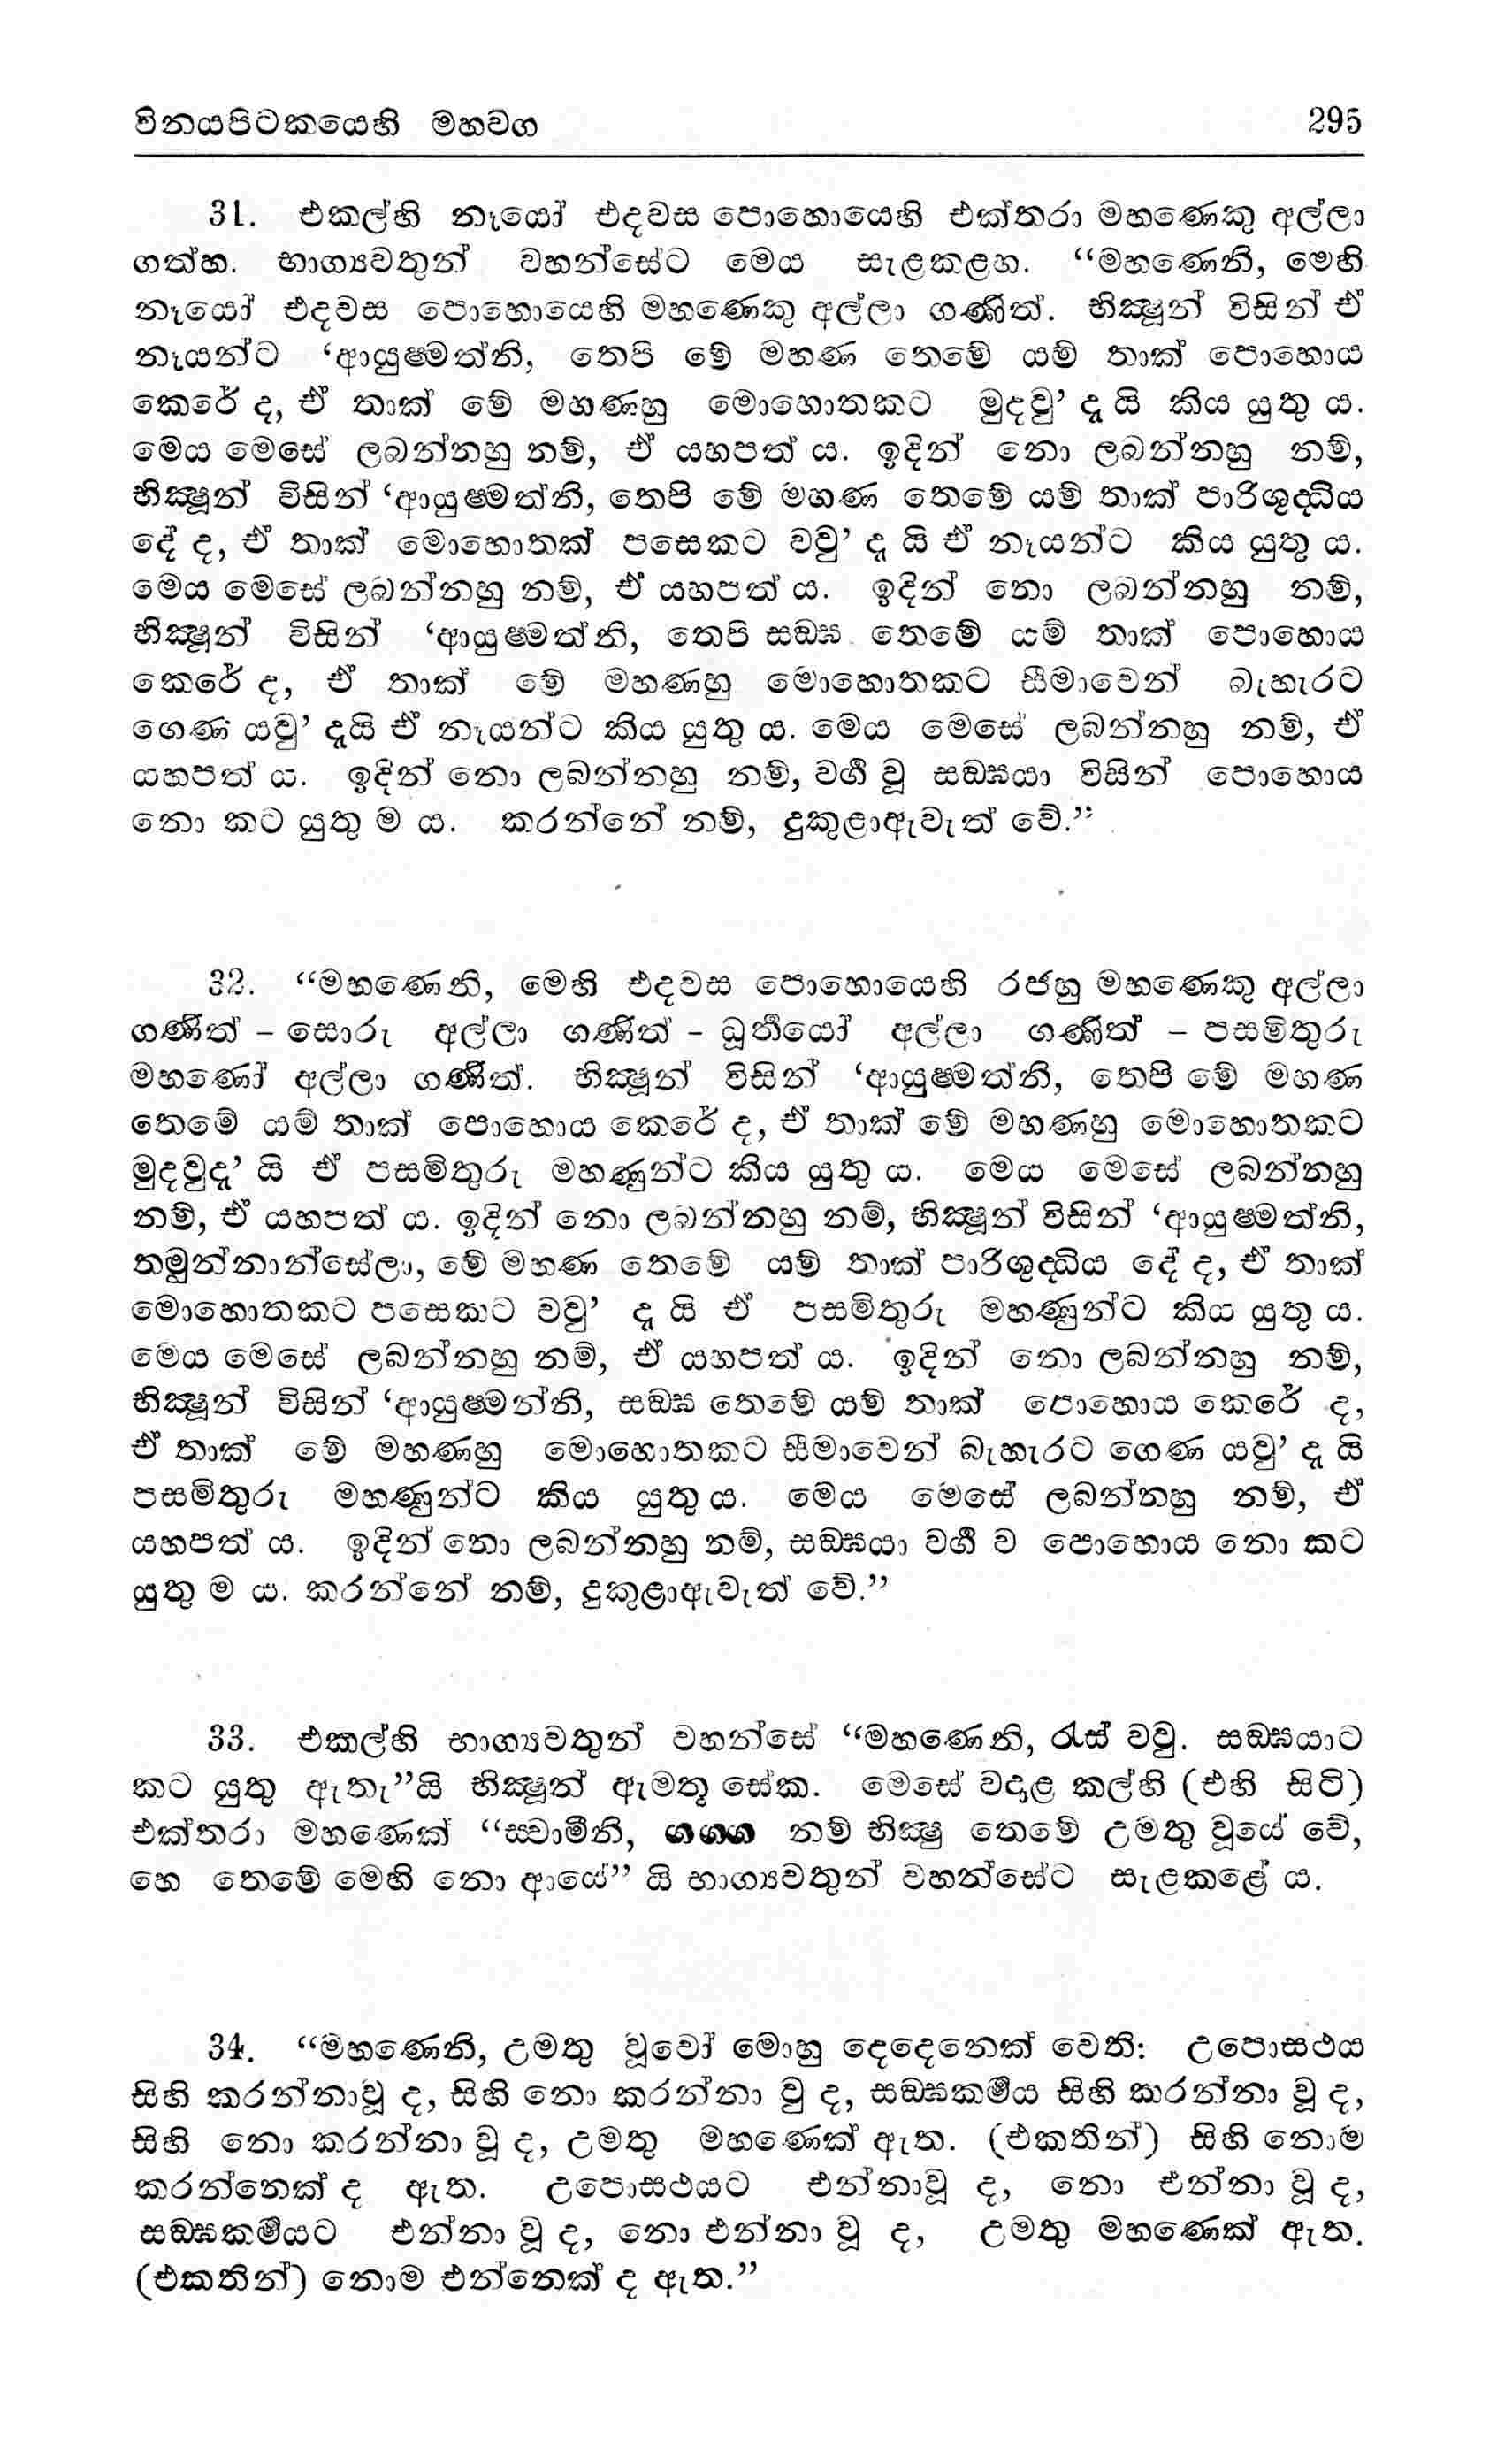 විනයපිටකයෙහි මහවග 295
31. එකල්හි නෑයෝ එදවස පොහොයෙහි එක්තරා මහණෙකු අල්ලා
ගත්හ. භාග්‍යවතුන් වහන්සේට මෙය සැළකළහ. “මහණෙනි, මෙහි
නෑයෝ එදවස පොහොයෙහි මහණෙකු අල්ලා ගණිත්. භික්‍ෂූන් විසින් ඒ
නෑයන්ට ‘ආයුෂ්මත්නි, තෙපි මේ මහණ තෙමේ යම් තාක් පොහොය
කෙරේ ද, ඒ තාක් මේ මහණහු මොහොතකට මුදවු’ දැ යි කිය යුතු ය.
මෙය මෙසේ ලබන්නහු නම්, ඒ යහපත් ය. ඉදින් නො ලබන්නහු නම්,
භික්‍ෂූන් විසින් ‘ආයුෂ්මත්නි, තෙපි මේ මහණ තෙමේ යම් තාක් පාරිශුද්ධිය
දේ ද, ඒ තාක් මොහොතක් පසෙකට වවු’ දැ යි ඒ නෑයන්ට කිය යුතු ය.
මෙය මෙසේ ලබන්නහු නම්, ඒ යහපත් ය. ඉදින් නො ලබන්නහු නම්,
භික්‍ෂූන් විසින් ‘ආයුෂ්මත්නි, තෙපි සඞ්ඝ තෙමේ යම් තාක් පොහොය
කෙරේ ද, ඒ තාක් මේ මහණහු මොහොතකට සීමාවෙන් බැහැරට
ගෙණ යවු’ දැයි ඒ නෑයන්ට කිය යුතු ය. මෙය මෙසේ ලබන්නහු නම්, ඒ
යහපත් ය. ඉදින් නො ලබන්නහු නම්, වර්‍ග වූ සඞ්ඝයා විසින් පොහොය
නො කට යුතු ම ය. කරන්නේ නම්, දුකුළාඇවැත් වේ.”
32. “මහණෙනි, මෙහි එදවස පොහොයෙහි රජහු මහණෙකු අල්ලා
ගණිත් – සොරු අල්ලා ගණිත් – ධූර්‍තයෝ අල්ලා ගණිත් – පසමිතුරු
මහණෝ අල්ලා ගණිත්. භික්‍ෂූන් විසින් ‘ආයුෂ්මත්නි, තෙපි මේ මහණ
තෙමේ යම් තාක් පොහොය කෙරේ ද, ඒ තාක් මේ මහණහු මොහොතකට
මුදවුදැ’ යි ඒ පසමිතුරු මහණුන්ට කිය යුතු ය. මෙය මෙසේ ලබන්නහු
නම්, ඒ යහපත් ය. ඉදින් නො ලබන්නහු නම්, භික්‍ෂූන් විසින් ‘ආයුෂ්මත්නි,
තමුන්නාන්සේලා, මේ මහණ තෙමේ යම් තාක් පාරිශුද්ධිය දේ ද, ඒ තාක්
මොහොතකට පසෙකට වවු’ දැ යි ඒ පසමිතුරු මහණුන්ට කිය යුතු ය.
මෙය මෙසේ ලබන්නහු නම්, ඒ යහපත් ය. ඉදින් නො ලබන්නහු නම්,
භික්‍ෂූන් විසින් ‘ආයුෂ්මත්නි, සඞ්ඝ තෙමේ යම් තාක් පොහොය කෙරේ ද,
ඒ තාක් මේ මහණහු මොහොතකට සීමාවෙන් බැහැරට ගෙණ යවු’ දැ යි
පසමිතුරු මහණුන්ට කිය යුතු ය. මෙය මෙසේ ලබන්නහු නම්, ඒ
යහපත් ය. ඉදින් නො ලබන්නහු නම්, සඞ්ඝයා වර්‍ග ව පොහොය නො කට
යුතු ම ය. කරන්නේ නම්, දුකුළාඇවැත් වේ.”
33. එකල්හි භාග්‍යවතුන් වහන්සේ “මහණෙනි, රැස් වවු. සඞ්ඝයාට
කට යුතු ඇතැ”යි භික්‍ෂූන් ඇමතූ සේක. මෙසේ වදාළ කල්හි (එහි සිටි)
එක්තරා මහණෙක් “ස්වාමීනි, ගග්ග නම් භික්‍ෂු තෙමේ උමතු වූයේ වේ,
හෙ තෙමේ මෙහි නො ආයේ” යි භාග්‍යවතුන් වහන්සේට සැළකළේ ය.
34. “මහණෙනි, උමතු වූවෝ මොහු දෙදෙනෙක් වෙති: උපොසථය
සිහි කරන්නාවූ ද, සිහි නො කරන්නා වු ද, සඞ්ඝකර්‍මය සිහි කරන්නා වූ ද,
සිහි නො කරන්නා වූ ද, උමතු මහණෙක් ඇත. (එකතින්) සිහි නොම
කරන්නෙක් ද ඇත. උපොසථයට එන්නාවූ ද, නො එන්නා වූ ද,
සඞ්ඝකර්‍මයට එන්නා වූ ද, නො එන්නා වූ ද, උමතු මහණෙක් ඇත.
(එකතින්) නොම එන්නෙක් ද ඇත.”